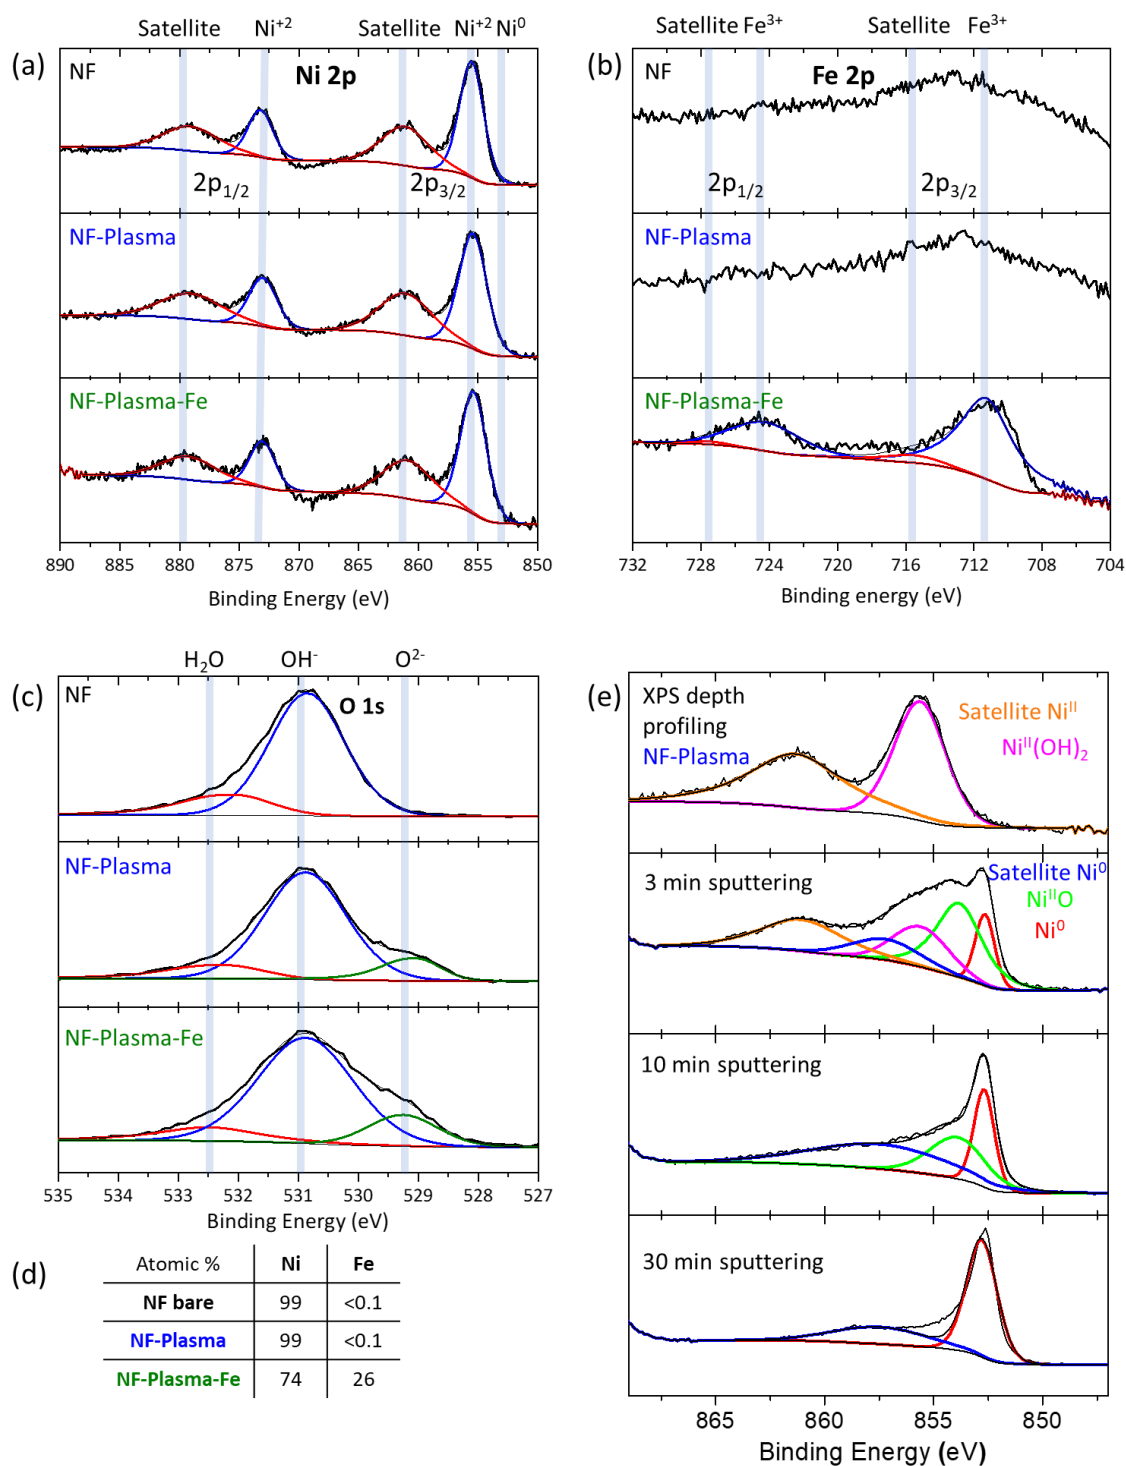 Satellite Ni⁺² Satellite Ni⁺² Ni⁰
(a)
NF
Ni 2p
2p₁/₂ 2p₃/₂
NF-Plasma
NF-Plasma-Fe
890 885 880 875 870 865 860 855 850
Binding Energy (eV)
Satellite Fe³⁺ Satellite Fe³⁺
(b)
NF
Fe 2p
2p₁/₂ 2p₃/₂
NF-Plasma
NF-Plasma-Fe
732 728 724 720 716 712 708 704
Binding energy (eV)
H₂O OH⁻ O²⁻
(c)
NF
O 1s
NF-Plasma
NF-Plasma-Fe
535 534 533 532 531 530 529 528 527
Binding Energy (eV)
(d)
Atomic % Ni Fe
NF bare 99 <0.1
NF-Plasma 99 <0.1
NF-Plasma-Fe 74 26
(e)
XPS depth
profiling
NF-Plasma
Satellite Niᴵᴵ
Niᴵᴵ(OH)₂
3 min sputtering
Satellite Ni⁰
NiᴵᴵO
Ni⁰
10 min sputtering
30 min sputtering
865 860 855 850
Binding Energy (eV)